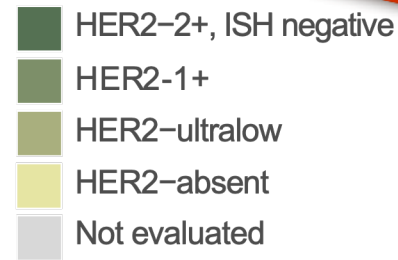 HER2−2+, ISH negative
HER2-1+
HER2−ultralow
HER2−absent
Not evaluated